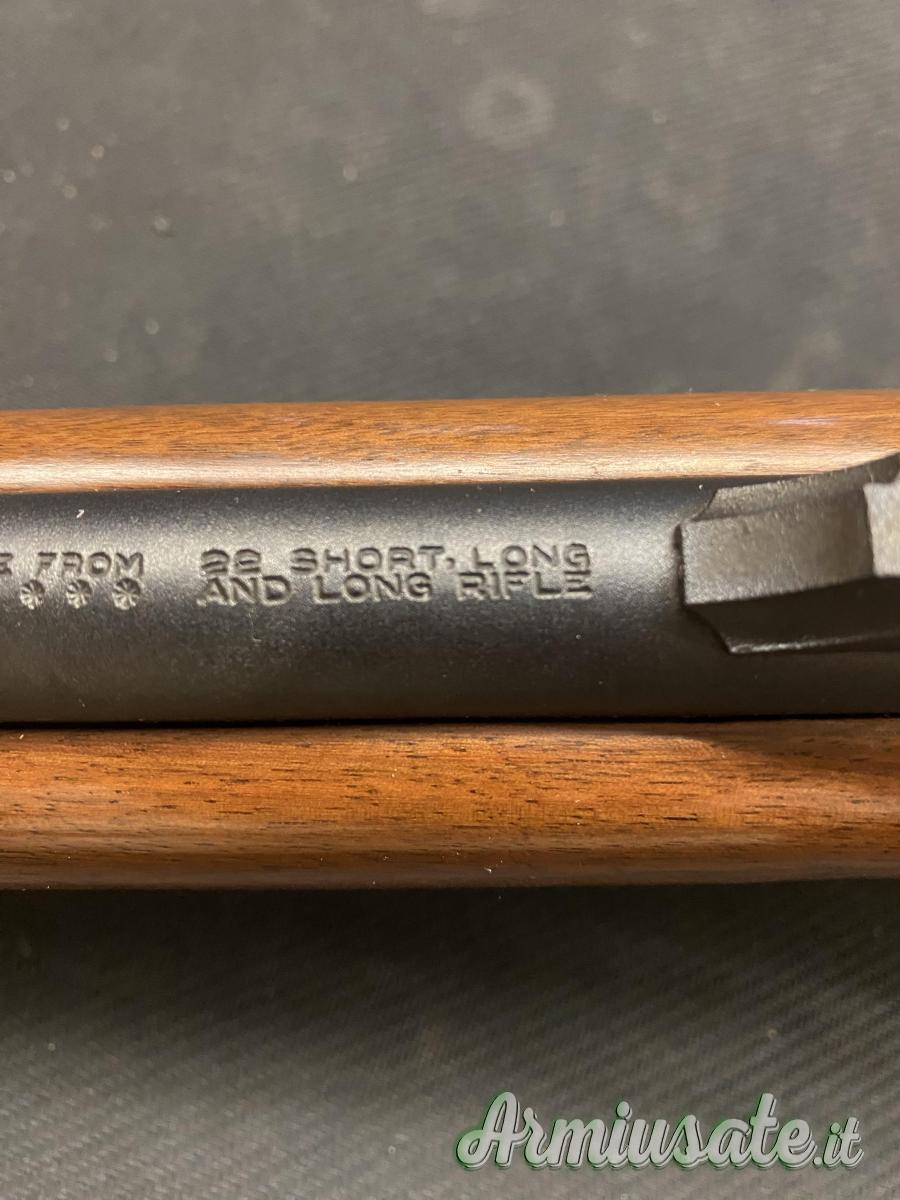 FROM
22 SHORT, LONG
AND LONG RIFLE
Armiusate.it